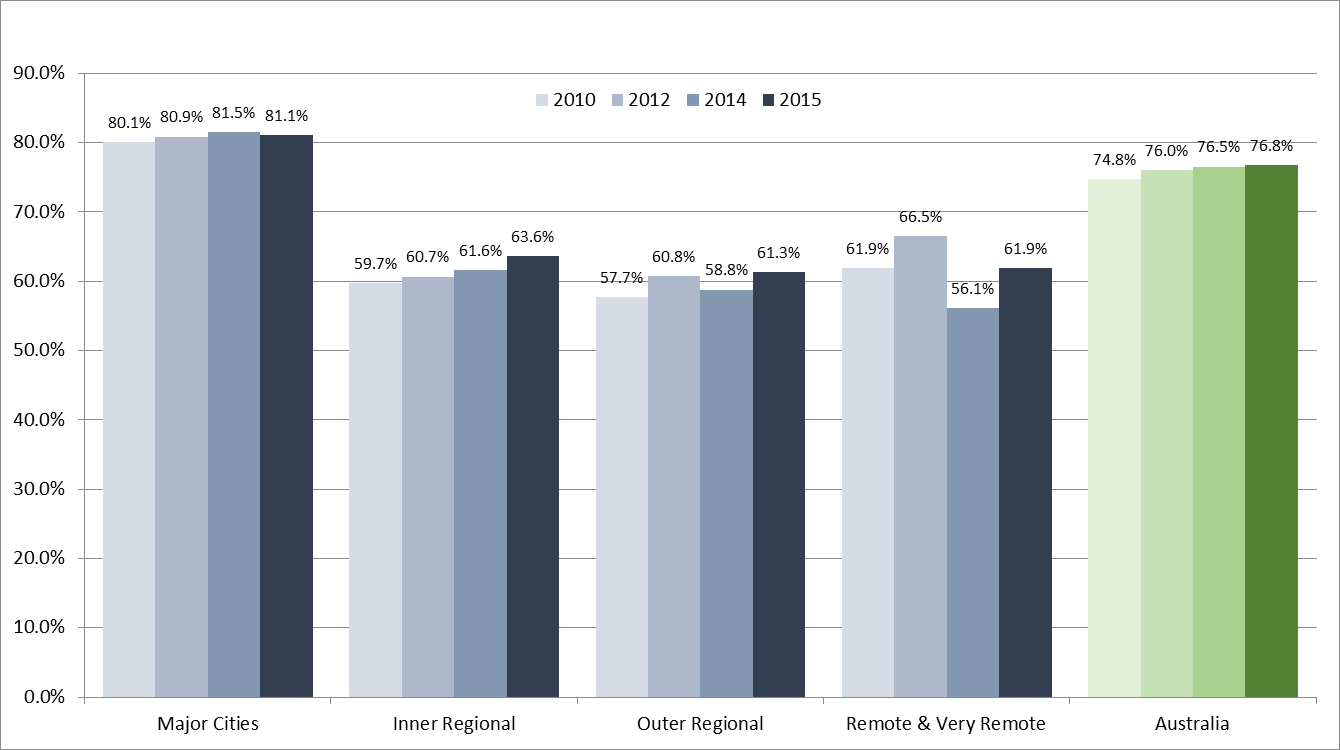 90.0%
80.0%
70.0%
60.0%
50.0%
40.0%
30.0%
20.0%
10.0%
0.0%
2010 2012 2014 2015
80.1% 80.9% 81.5% 81.1%
59.7% 60.7% 61.6% 63.6%
57.7% 60.8% 58.8% 61.3%
61.9% 66.5% 56.1% 61.9%
74.8% 76.0% 76.5% 76.8%
Major Cities Inner Regional Outer Regional Remote & Very Remote Australia